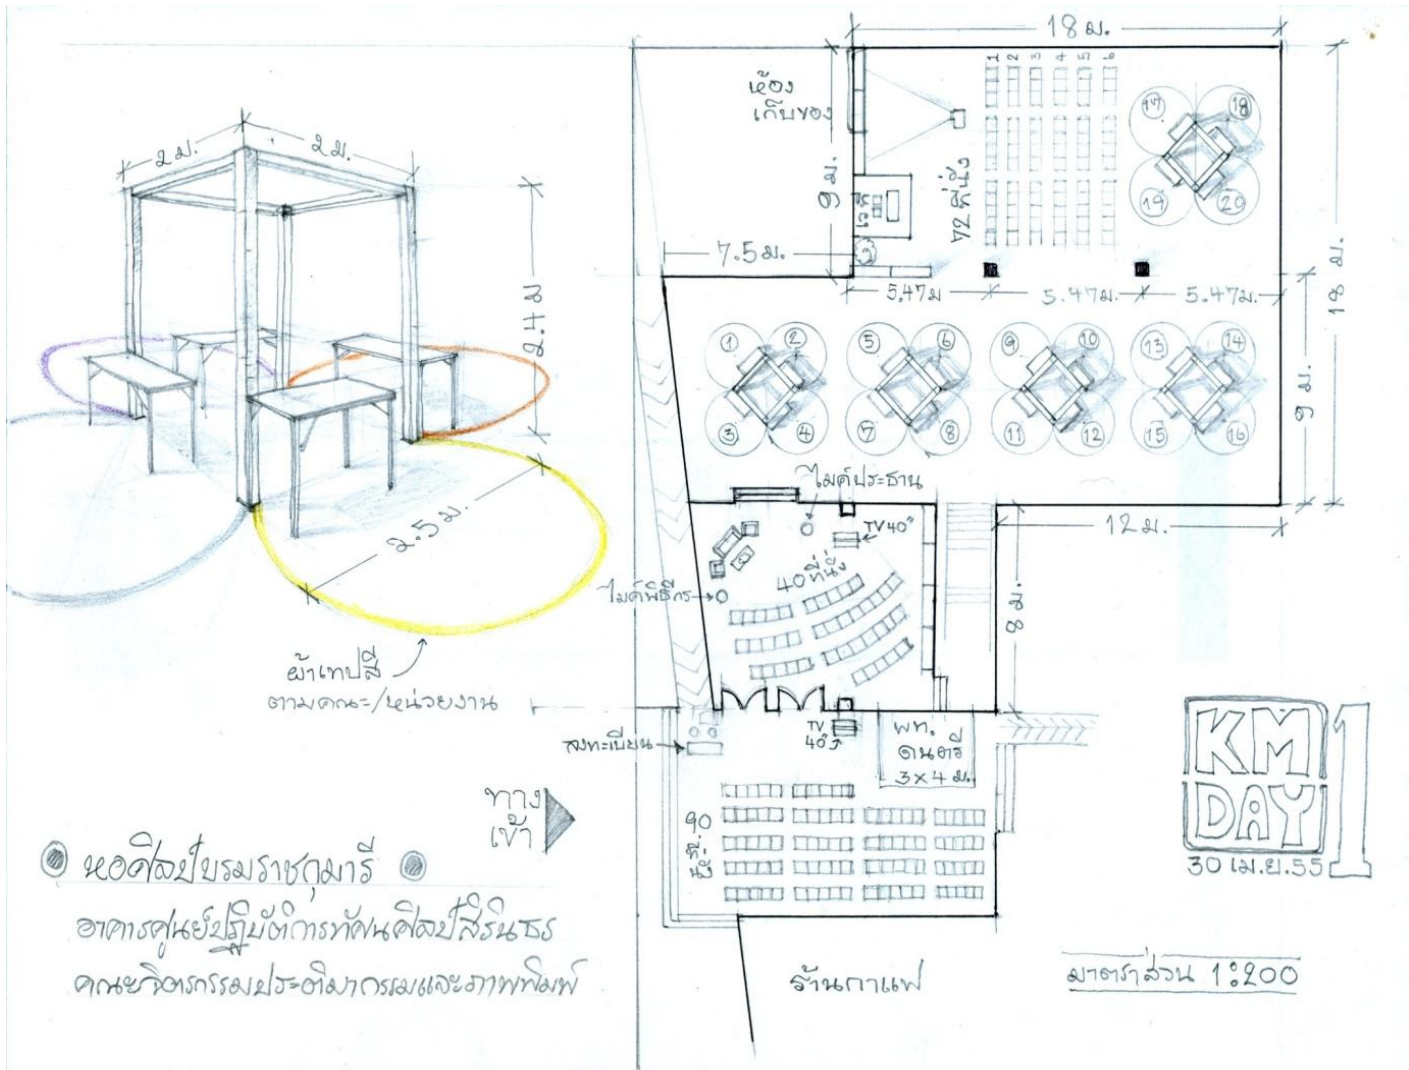 2 ม.
2 ม.
2.4 ม
2.5 ม.
ผ้าเทปสี
ตามคณะ/หน่วยงาน
ทาง
เข้า
หอศิลป์บรมราชกุมารี
อาคารศูนย์ปฏิบัติการทัศนศิลป์สิรินธร
คณะจิตรกรรมประติมากรรมและภาพพิมพ์
18 ม.
ห้อง
เก็บของ
9 ม.
1 2 3 4 5 6
72 ที่นั่ง
17 18
19 20
18 ม.
7.5 ม.
5.47ม
5.47ม.
5.47ม.
9 ม.
1 2 5 6 9 10 13 14
3 4 7 8 11 12 15 16
ไมค์ประธาน
TV 40"
12 ม.
40 ที่นั่ง
ไมค์พิธีกร
8 ม.
ลงทะเบียน
TV
40"
พท.
ดนตรี
3×4 ม.
90
ที่
นั่ง
KM
DAY 1
30 เม.ย.55
ร้านกาแฟ
มาตราส่วน 1:200